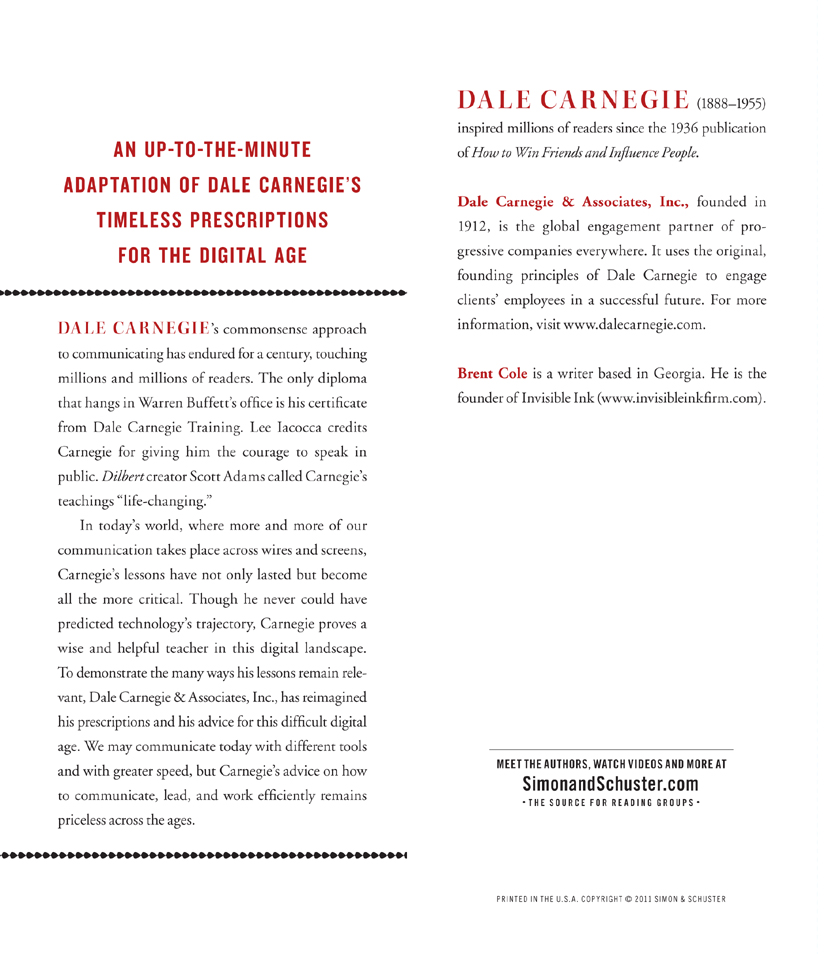 AN UP-TO-THE-MINUTE
ADAPTATION OF DALE CARNEGIE'S
TIMELESS PRESCRIPTIONS
FOR THE DIGITAL AGE
DALE CARNEGIE's commonsense approach
to communicating has endured for a century, touching
millions and millions of readers. The only diploma
that hangs in Warren Buffett's office is his certificate
from Dale Carnegie Training. Lee Iacocca credits
Carnegie for giving him the courage to speak in
public. Dilbert creator Scott Adams called Carnegie's
teachings “life-changing.”
In today's world, where more and more of our
communication takes place across wires and screens,
Carnegie's lessons have not only lasted but become
all the more critical. Though he never could have
predicted technology's trajectory, Carnegie proves a
wise and helpful teacher in this digital landscape.
To demonstrate the many ways his lessons remain rele-
vant, Dale Carnegie & Associates, Inc., has reimagined
his prescriptions and his advice for this difficult digital
age. We may communicate today with different tools
and with greater speed, but Carnegie's advice on how
to communicate, lead, and work efficiently remains
priceless across the ages.
DALE CARNEGIE (1888–1955)
inspired millions of readers since the 1936 publication
of How to Win Friends and Influence People.
Dale Carnegie & Associates, Inc., founded in
1912, is the global engagement partner of pro-
gressive companies everywhere. It uses the original,
founding principles of Dale Carnegie to engage
clients' employees in a successful future. For more
information, visit www.dalecarnegie.com.
Brent Cole is a writer based in Georgia. He is the
founder of Invisible Ink (www.invisibleinkfirm.com).
MEET THE AUTHORS, WATCH VIDEOS AND MORE AT
SimonandSchuster.com
• THE SOURCE FOR READING GROUPS •
PRINTED IN THE U.S.A. COPYRIGHT © 2011 SIMON & SCHUSTER